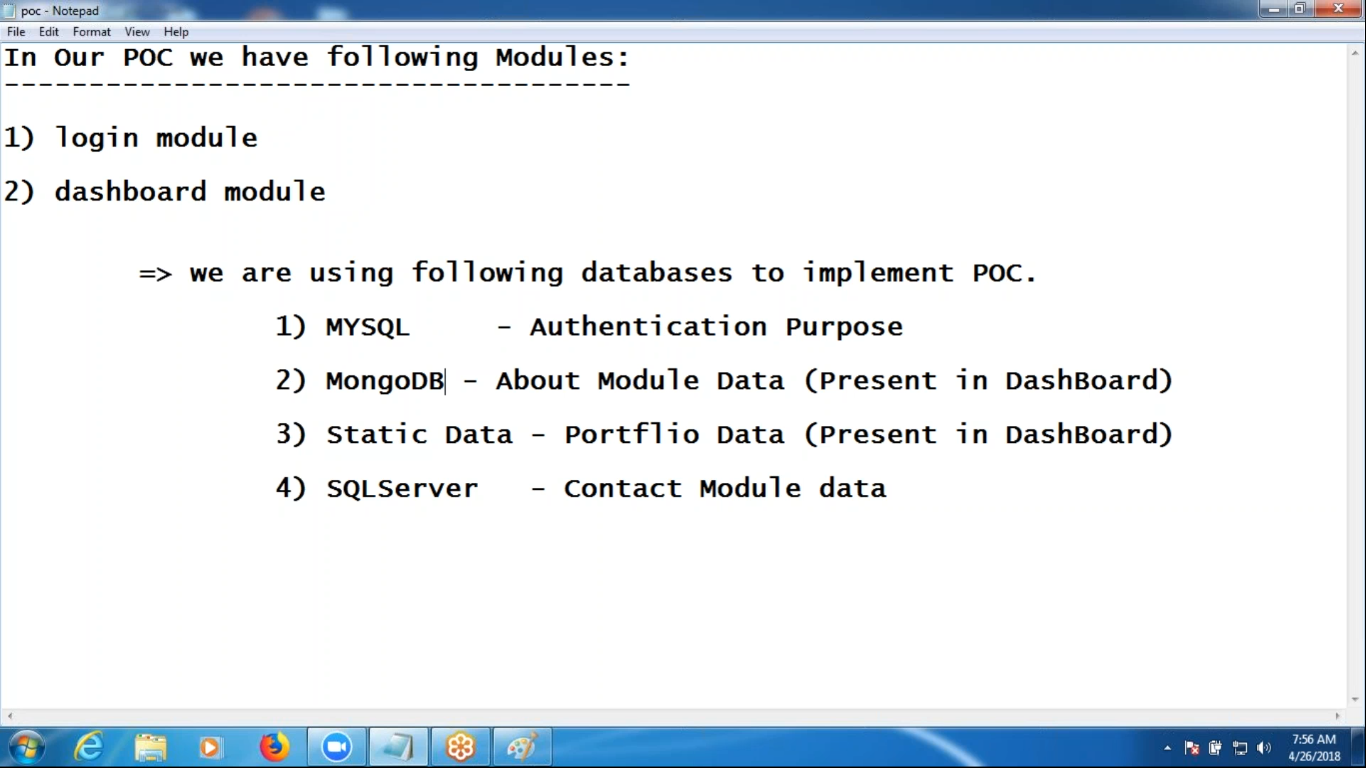 poc - Notepad
File Edit Format View Help
In Our POC we have following Modules:
-------------------------------------
1) login module
2) dashboard module
=> we are using following databases to implement POC.
1) MYSQL - Authentication Purpose
2) MongoDB - About Module Data (Present in DashBoard)
3) Static Data - Portflio Data (Present in DashBoard)
4) SQLServer - Contact Module data
7:56 AM
4/26/2018